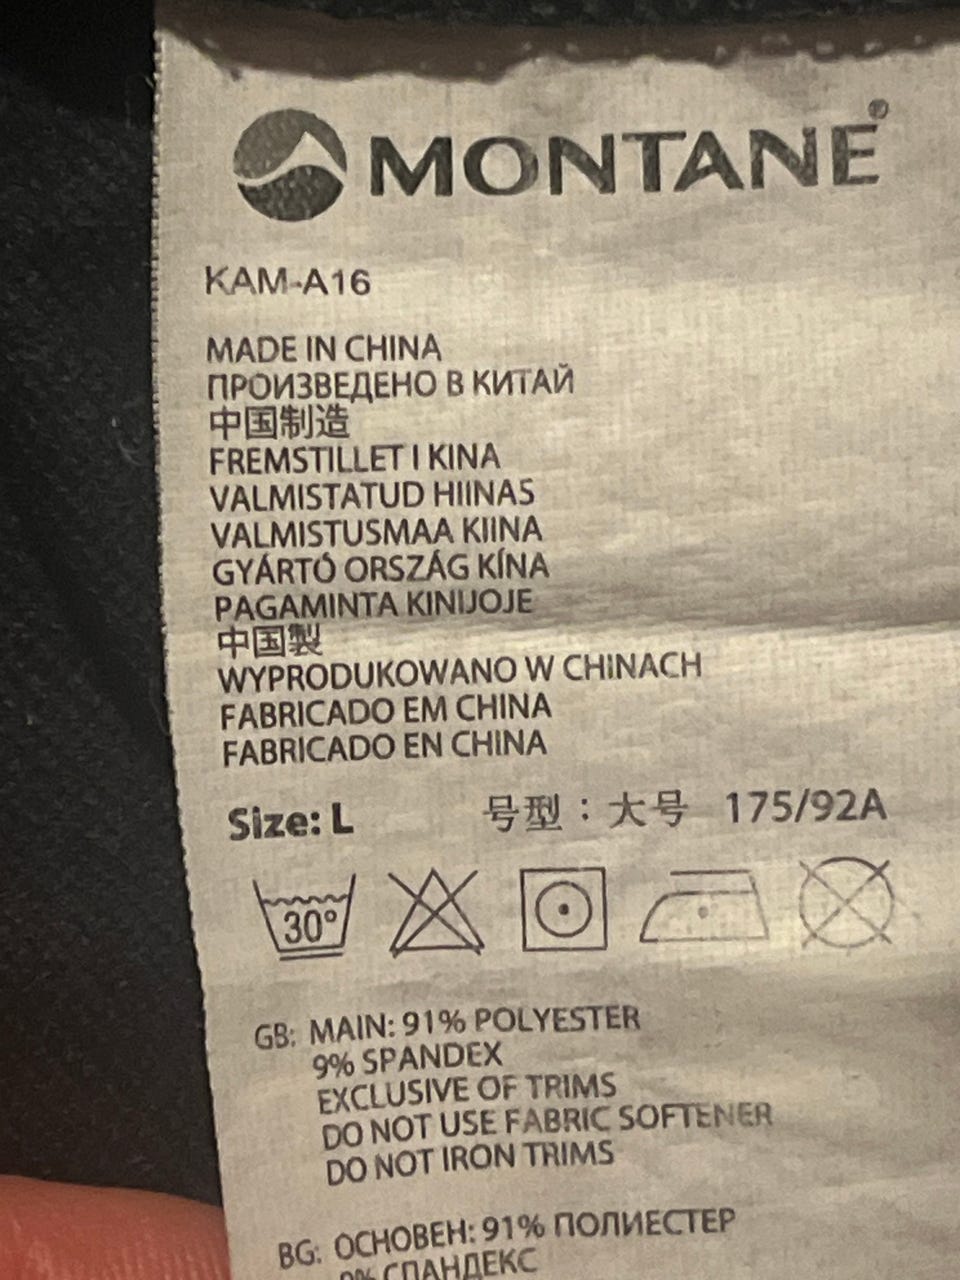 MONTANE®
KAM-A16
MADE IN CHINA
ПРОИЗВЕДЕНО В КИТАЙ
中国制造
FREMSTILLET I KINA
VALMISTATUD HIINAS
VALMISTUSMAA KIINA
GYÁRTÓ ORSZÁG KÍNA
PAGAMINTA KINIJOJE
中国製
WYPRODUKOWANO W CHINACH
FABRICADO EM CHINA
FABRICADO EN CHINA
Size: L 号型：大号 175/92A
30°
GB: MAIN: 91% POLYESTER
9% SPANDEX
EXCLUSIVE OF TRIMS
DO NOT USE FABRIC SOFTENER
DO NOT IRON TRIMS
BG: ОСНОВЕН: 91% ПОЛИЕСТЕР
9% СПАНДЕКС